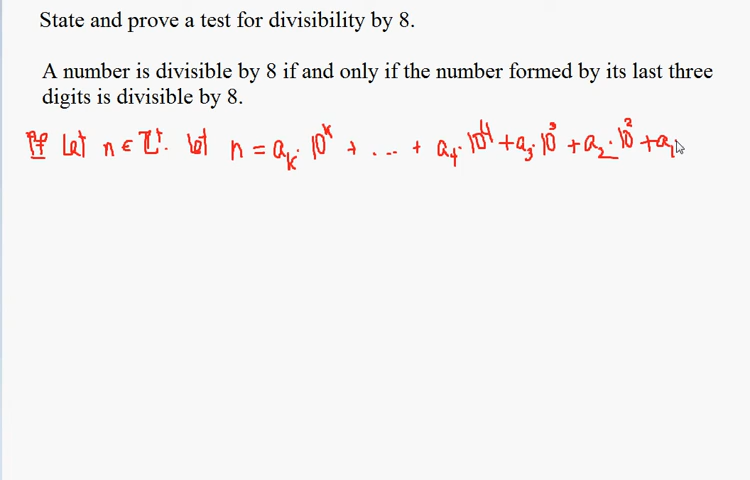 State and prove a test for divisibility by 8.
A number is divisible by 8 if and only if the number formed by its last three
digits is divisible by 8.
Pf Let n ∈ ℤ⁺. Let n = aₖ · 10ᵏ + ... + a₄ · 10⁴ + a₃ · 10³ + a₂ · 10² + a₁